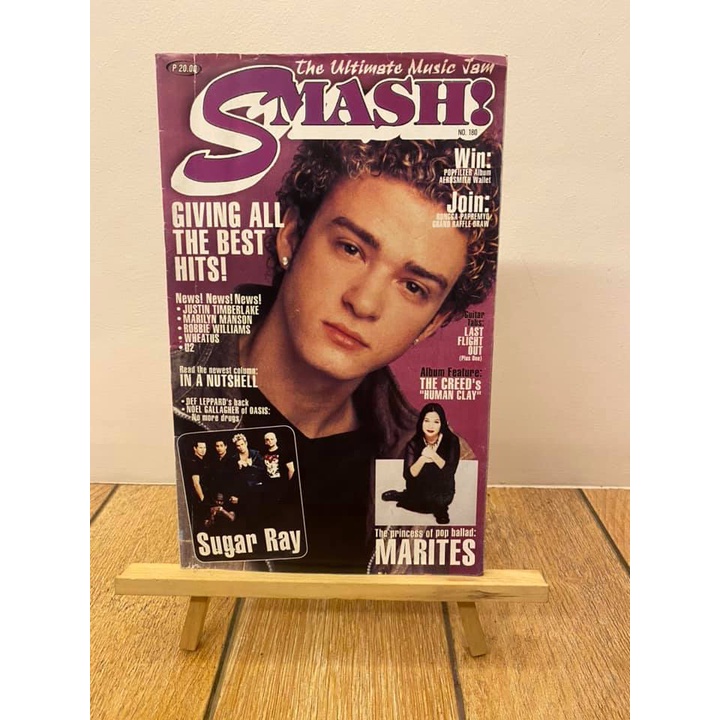 P 20.00
The Ultimate Music Jam
SMASH!
NO. 180
Win:
POPFILTER Album
AEROSMITH Wallet
Join:
RONGGA-PAPREMYO
GRAND RAFFLE DRAW
GIVING ALL
THE BEST
HITS!
News! News! News!
• JUSTIN TIMBERLAKE
• MARILYN MANSON
• ROBBIE WILLIAMS
• WHEATUS
• U2
Guitar
Tabs:
LAST
FLIGHT
OUT
(Plus One)
Read the newest column:
IN A NUTSHELL
Album Feature:
THE CREED's
"HUMAN CLAY"
• DEF LEPPARD's back
• NOEL GALLAGHER of OASIS:
No more drugs
Sugar Ray
The princess of pop ballad:
MARITES